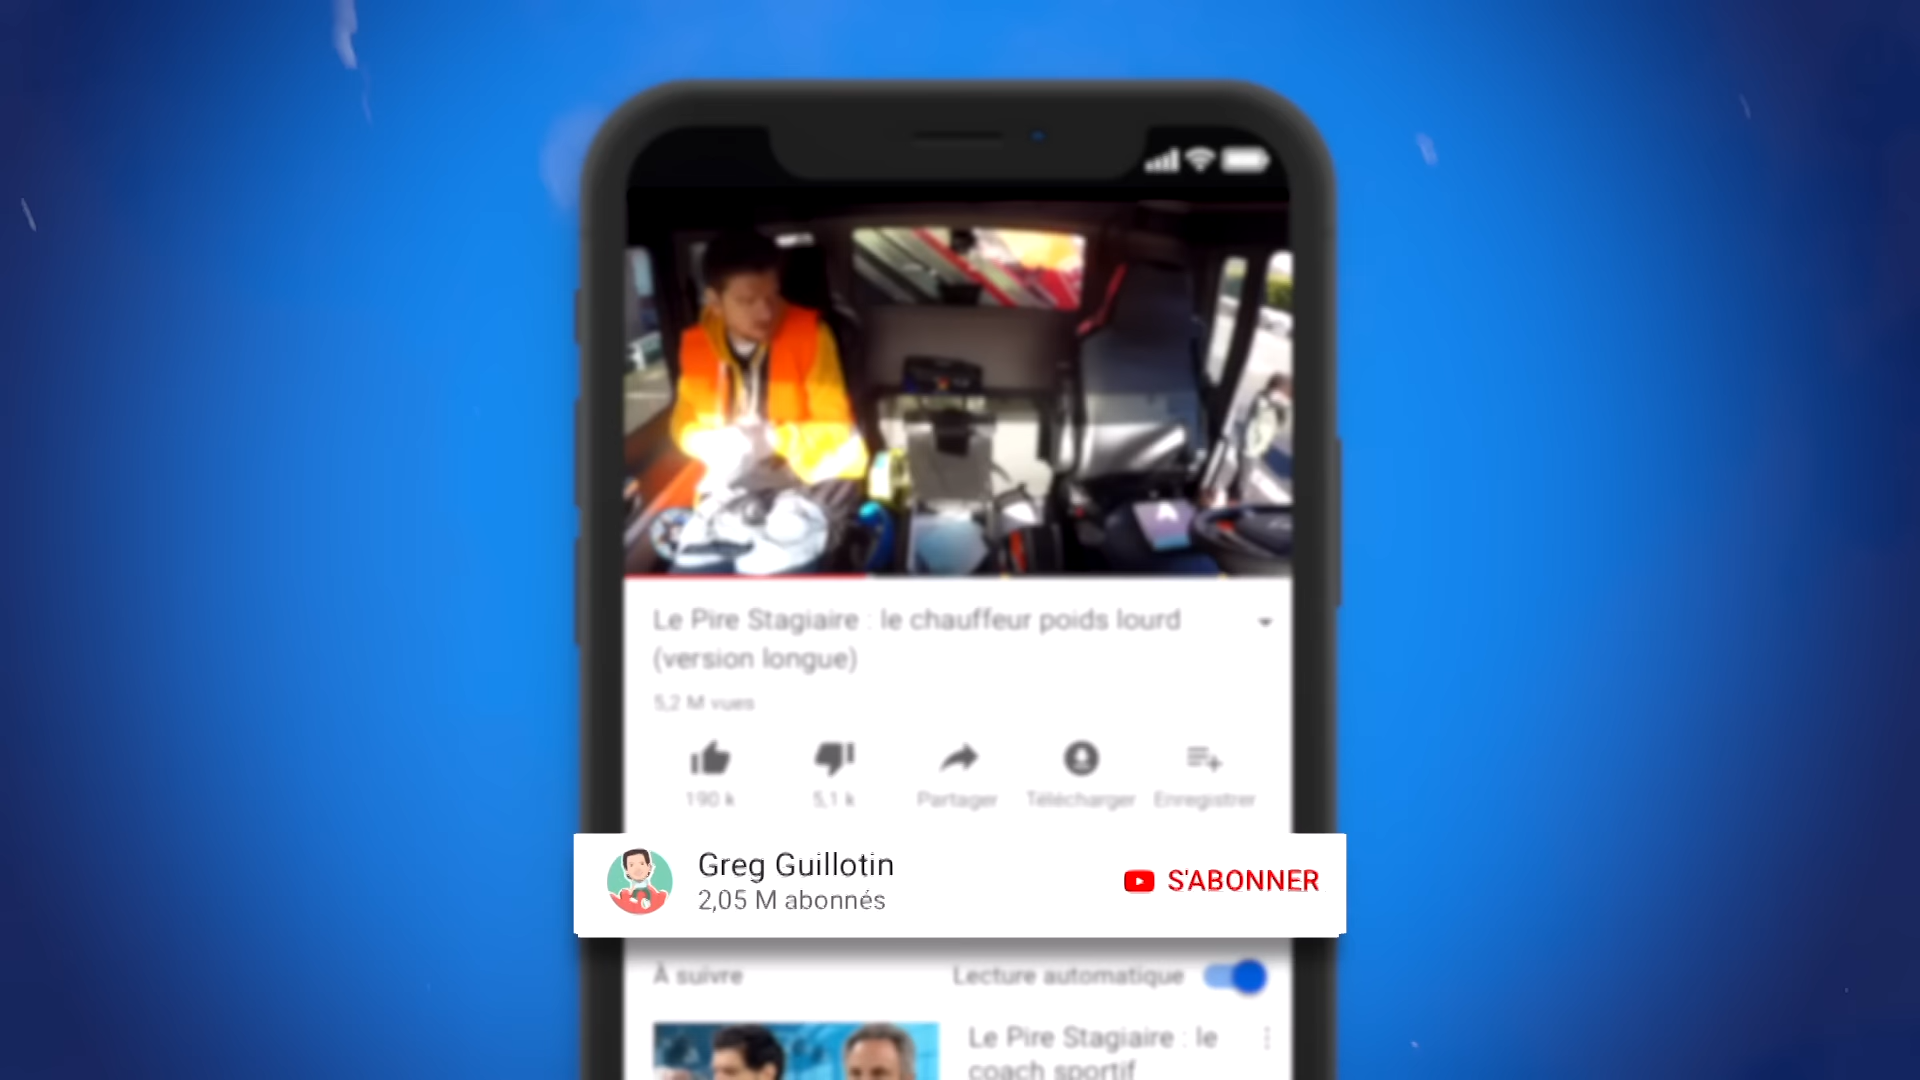 Le Pire Stagiaire : le chauffeur poids lourd
(version longue)
5,2 M vues
190 k
5,1 k
Partager
Télécharger
Enregistrer
Greg Guillotin
2,05 M abonnés
S'ABONNER
À suivre
Lecture automatique
Le Pire Stagiaire : le
coach sportif